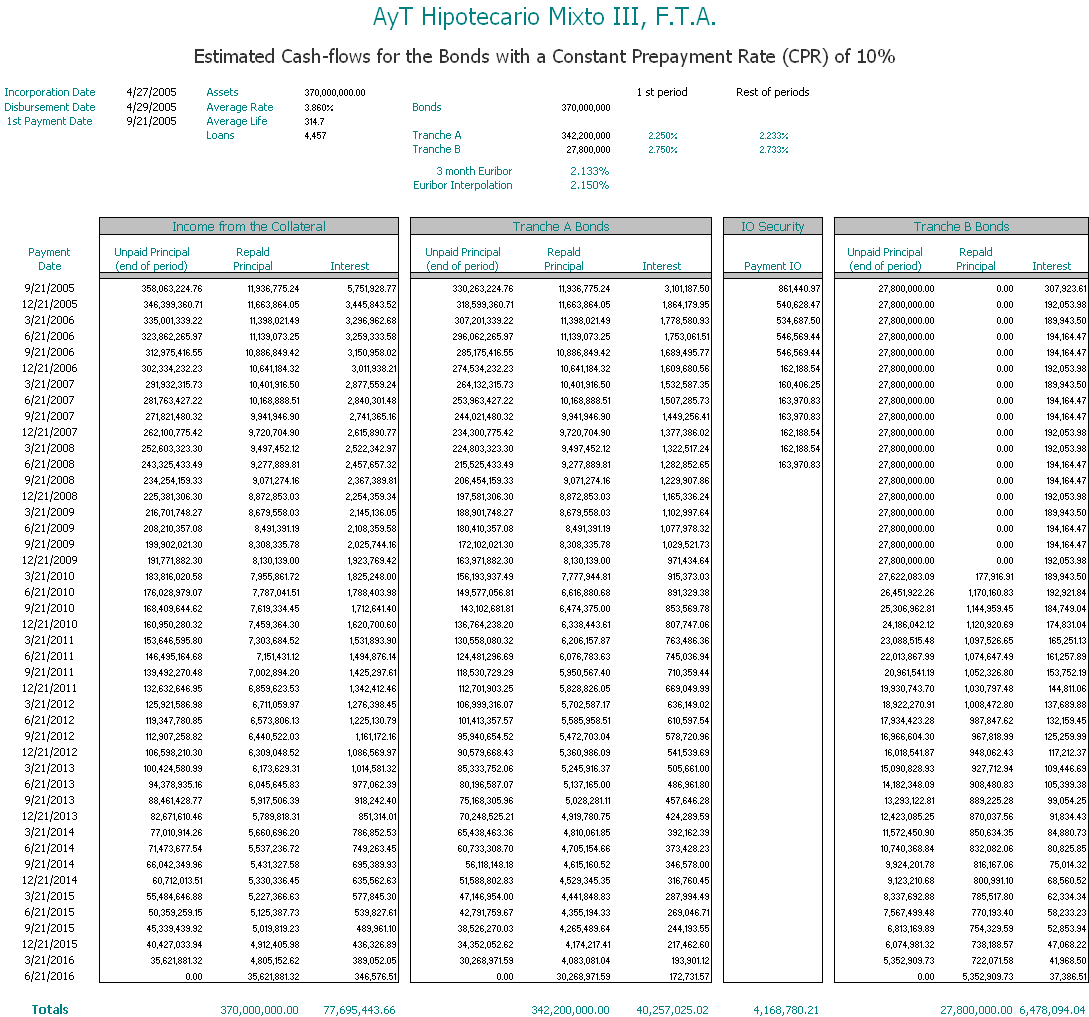 AyT Hipotecario Mixto III, F.T.A.
Estimated Cash-flows for the Bonds with a Constant Prepayment Rate (CPR) of 10%
Incorporation Date 4/27/2005 Assets 370,000,000.00 1 st period Rest of periods
Disbursement Date 4/29/2005 Average Rate 3.860% Bonds 370,000,000
1st Payment Date 9/21/2005 Average Life 314.7
Loans 4,457 Tranche A 342,200,000 2.250% 2.233%
Tranche B 27,800,000 2.750% 2.733%
3 month Euribor 2.133%
Euribor Interpolation 2.150%
Income from the Collateral Tranche A Bonds IO Security Tranche B Bonds
Payment Unpaid Principal Repald Unpaid Principal Repald Unpaid Principal Repald
Date (end of period) Principal Interest (end of period) Principal Interest Payment IO (end of period) Principal Interest
9/21/2005 358,063,224.76 11,936,775.24 5,751,928.77 330,263,224.76 11,936,775.24 3,101,187.50 861,440.97 27,800,000.00 0.00 307,923.61
12/21/2005 346,399,360.71 11,663,864.05 3,445,843.52 318,599,360.71 11,663,864.05 1,864,179.95 540,628.47 27,800,000.00 0.00 192,053.98
3/21/2006 335,001,339.22 11,398,021.49 3,296,962.68 307,201,339.22 11,398,021.49 1,778,580.93 534,687.50 27,800,000.00 0.00 189,943.50
6/21/2006 323,862,265.97 11,139,073.25 3,259,333.58 296,062,265.97 11,139,073.25 1,753,061.51 546,569.44 27,800,000.00 0.00 194,164.47
9/21/2006 312,975,416.55 10,886,849.42 3,150,958.02 285,175,416.55 10,886,849.42 1,689,495.77 546,569.44 27,800,000.00 0.00 194,164.47
12/21/2006 302,334,232.23 10,641,184.32 3,011,938.21 274,534,232.23 10,641,184.32 1,609,680.56 162,188.54 27,800,000.00 0.00 192,053.98
3/21/2007 291,932,315.73 10,401,916.50 2,877,559.24 264,132,315.73 10,401,916.50 1,532,587.35 160,406.25 27,800,000.00 0.00 189,943.50
6/21/2007 281,763,427.22 10,168,888.51 2,840,301.48 253,963,427.22 10,168,888.51 1,507,285.73 163,970.83 27,800,000.00 0.00 194,164.47
9/21/2007 271,821,480.32 9,941,946.90 2,741,365.16 244,021,480.32 9,941,946.90 1,449,256.41 163,970.83 27,800,000.00 0.00 194,164.47
12/21/2007 262,100,775.42 9,720,704.90 2,615,890.77 234,300,775.42 9,720,704.90 1,377,386.02 162,188.54 27,800,000.00 0.00 192,053.98
3/21/2008 252,603,323.30 9,497,452.12 2,522,342.97 224,803,323.30 9,497,452.12 1,322,517.24 162,188.54 27,800,000.00 0.00 192,053.98
6/21/2008 243,325,433.49 9,277,889.81 2,457,657.32 215,525,433.49 9,277,889.81 1,282,852.65 163,970.83 27,800,000.00 0.00 194,164.47
9/21/2008 234,254,159.33 9,071,274.16 2,367,389.81 206,454,159.33 9,071,274.16 1,229,907.86 27,800,000.00 0.00 194,164.47
12/21/2008 225,381,306.30 8,872,853.03 2,254,359.34 197,581,306.30 8,872,853.03 1,165,336.24 27,800,000.00 0.00 192,053.98
3/21/2009 216,701,748.27 8,679,558.03 2,145,136.05 188,901,748.27 8,679,558.03 1,102,997.64 27,800,000.00 0.00 189,943.50
6/21/2009 208,210,357.08 8,491,391.19 2,108,359.58 180,410,357.08 8,491,391.19 1,077,978.32 27,800,000.00 0.00 194,164.47
9/21/2009 199,902,021.30 8,308,335.78 2,025,744.16 172,102,021.30 8,308,335.78 1,029,521.73 27,800,000.00 0.00 194,164.47
12/21/2009 191,771,882.30 8,130,139.00 1,923,769.42 163,971,882.30 8,130,139.00 971,434.64 27,800,000.00 0.00 192,053.98
3/21/2010 183,816,020.58 7,955,861.72 1,825,248.00 156,193,937.49 7,777,944.81 915,373.03 27,622,083.09 177,916.91 189,943.50
6/21/2010 176,028,979.07 7,787,041.51 1,788,403.98 149,577,056.81 6,616,880.68 891,329.38 26,451,922.26 1,170,160.83 192,921.84
9/21/2010 168,409,644.62 7,619,334.45 1,712,641.40 143,102,681.81 6,474,375.00 853,569.78 25,306,962.81 1,144,959.45 184,749.04
12/21/2010 160,950,280.32 7,459,364.30 1,620,700.60 136,764,238.20 6,338,443.61 807,747.06 24,186,042.12 1,120,920.69 174,831.04
3/21/2011 153,646,595.80 7,303,684.52 1,531,893.90 130,558,080.32 6,206,157.87 763,486.36 23,088,515.48 1,097,526.65 165,251.13
6/21/2011 146,495,164.68 7,151,431.12 1,494,876.14 124,481,296.69 6,076,783.63 745,036.94 22,013,867.99 1,074,647.49 161,257.89
9/21/2011 139,492,270.48 7,002,894.20 1,425,297.61 118,530,729.29 5,950,567.40 710,359.44 20,961,541.19 1,052,326.80 153,752.19
12/21/2011 132,632,646.95 6,859,623.53 1,342,412.46 112,701,903.25 5,828,826.05 669,049.99 19,930,743.70 1,030,797.48 144,811.06
3/21/2012 125,921,586.98 6,711,059.97 1,276,398.45 106,999,316.07 5,702,587.17 636,149.02 18,922,270.91 1,008,472.80 137,689.88
6/21/2012 119,347,780.85 6,573,806.13 1,225,130.79 101,413,357.57 5,585,958.51 610,597.54 17,934,423.28 987,847.62 132,159.45
9/21/2012 112,907,258.82 6,440,522.03 1,161,172.16 95,940,654.52 5,472,703.04 578,720.96 16,966,604.30 967,818.99 125,259.99
12/21/2012 106,598,210.30 6,309,048.52 1,086,569.97 90,579,668.43 5,360,986.09 541,539.69 16,018,541.87 948,062.43 117,212.37
3/21/2013 100,424,580.99 6,173,629.31 1,014,581.32 85,333,752.06 5,245,916.37 505,661.00 15,090,828.93 927,712.94 109,446.69
6/21/2013 94,378,935.16 6,045,645.83 977,062.39 80,196,587.07 5,137,165.00 486,961.80 14,182,348.09 908,480.83 105,399.38
9/21/2013 88,461,428.77 5,917,506.39 918,242.40 75,168,305.96 5,028,281.11 457,646.28 13,293,122.81 889,225.28 99,054.25
12/21/2013 82,671,610.46 5,789,818.31 851,314.01 70,248,525.21 4,919,780.75 424,289.59 12,423,085.25 870,037.56 91,834.43
3/21/2014 77,010,914.26 5,660,696.20 786,852.53 65,438,463.36 4,810,061.85 392,162.39 11,572,450.90 850,634.35 84,880.73
6/21/2014 71,473,677.54 5,537,236.72 749,263.45 60,733,308.70 4,705,154.66 373,428.23 10,740,368.84 832,082.06 80,825.85
9/21/2014 66,042,349.96 5,431,327.58 695,389.93 56,118,148.18 4,615,160.52 346,578.00 9,924,201.78 816,167.06 75,014.32
12/21/2014 60,712,013.51 5,330,336.45 635,562.63 51,588,802.83 4,529,345.35 316,760.45 9,123,210.68 800,991.10 68,560.52
3/21/2015 55,484,646.88 5,227,366.63 577,845.30 47,146,954.00 4,441,848.83 287,994.49 8,337,692.88 785,517.80 62,334.34
6/21/2015 50,359,259.15 5,125,387.73 539,827.61 42,791,759.67 4,355,194.33 269,046.71 7,567,499.48 770,193.40 58,233.23
9/21/2015 45,339,439.92 5,019,819.23 489,961.10 38,526,270.03 4,265,489.64 244,193.55 6,813,169.89 754,329.59 52,853.94
12/21/2015 40,427,033.94 4,912,405.98 436,326.89 34,352,052.62 4,174,217.41 217,462.60 6,074,981.32 738,188.57 47,068.22
3/21/2016 35,621,881.32 4,805,152.62 389,052.05 30,268,971.59 4,083,081.04 193,901.12 5,352,909.73 722,071.58 41,968.50
6/21/2016 0.00 35,621,881.32 346,576.51 0.00 30,268,971.59 172,731.57 0.00 5,352,909.73 37,386.51
Totals 370,000,000.00 77,695,443.66 342,200,000.00 40,257,025.02 4,168,780.21 27,800,000.00 6,478,094.04